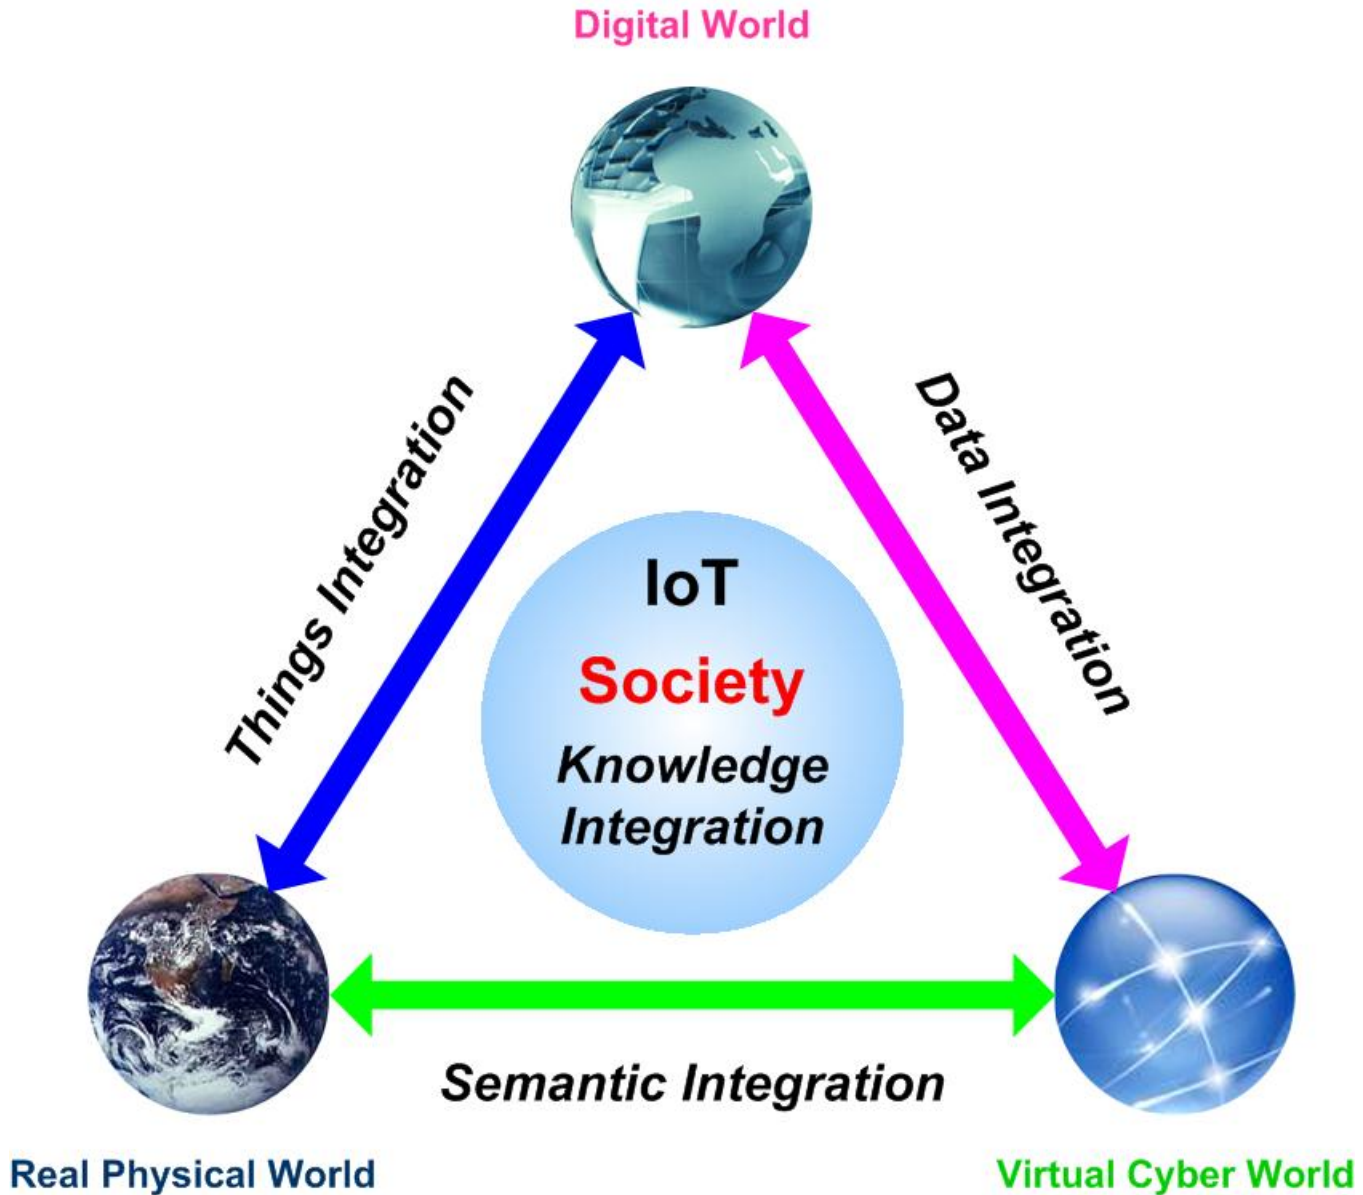 Digital World
Things Integration
Data Integration
IoT
Society
Knowledge
Integration
Semantic Integration
Real Physical World
Virtual Cyber World